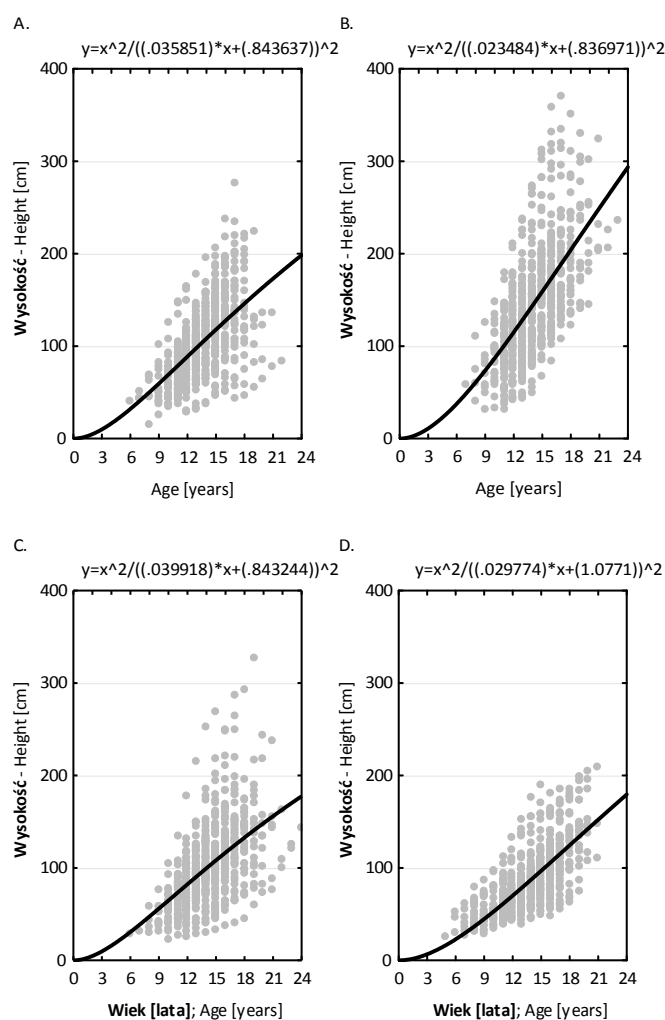 A.
y=x^2/((.035851)*x+(.843637))^2
400
300
200
100
0
Wysokość - Height [cm]
0 3 6 9 12 15 18 21 24
Age [years]
B.
y=x^2/((.023484)*x+(.836971))^2
400
300
200
100
0
Wysokość - Height [cm]
0 3 6 9 12 15 18 21 24
Age [years]
C.
y=x^2/((.039918)*x+(.843244))^2
400
300
200
100
0
Wysokość - Height [cm]
0 3 6 9 12 15 18 21 24
Wiek [lata]; Age [years]
D.
y=x^2/((.029774)*x+(1.0771))^2
400
300
200
100
0
Wysokość - Height [cm]
0 3 6 9 12 15 18 21 24
Wiek [lata]; Age [years]